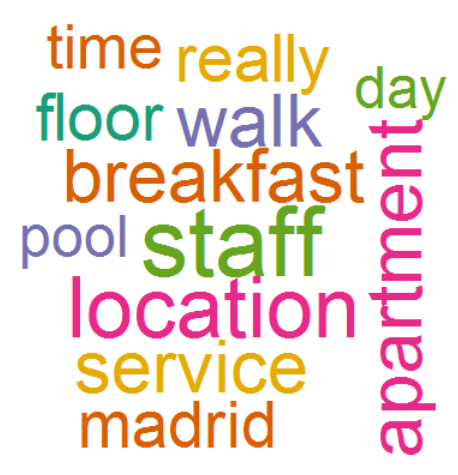 time really
day
floor walk
breakfast
apartment
pool staff
location
service
madrid